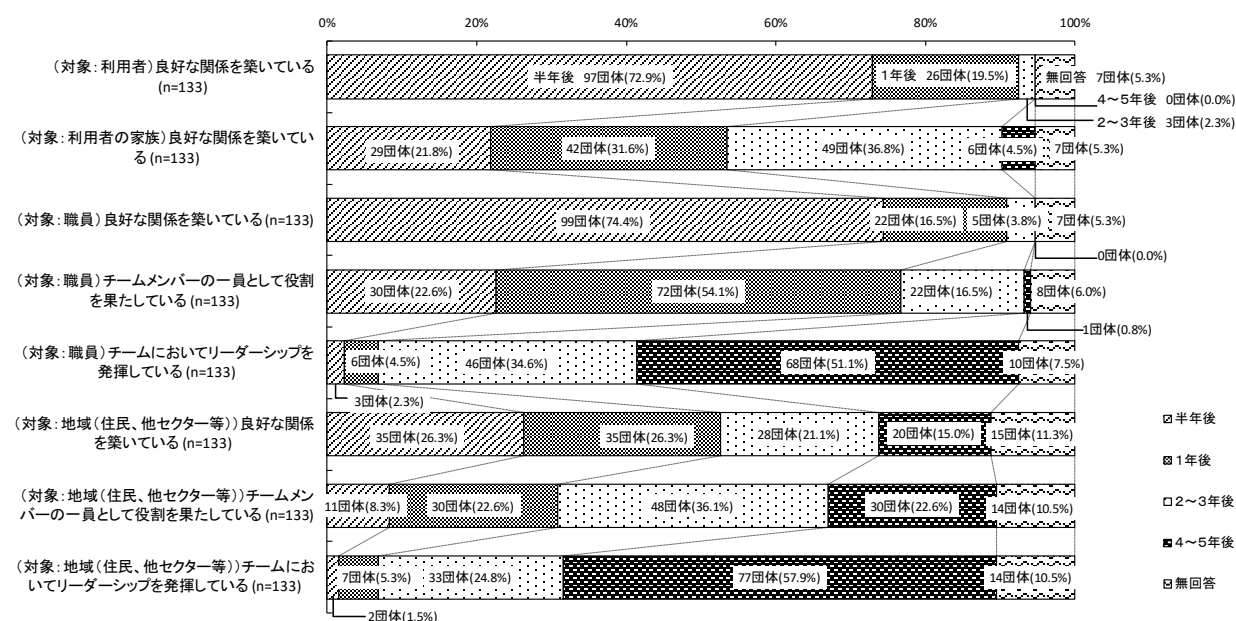 0%
20%
40%
60%
80%
100%
（対象：利用者）良好な関係を築いている
(n=133)
半年後 97団体(72.9%)
1年後 26団体(19.5%)
無回答 7団体(5.3%)
4～5年後 0団体(0.0%)
2～3年後 3団体(2.3%)
（対象：利用者の家族）良好な関係を築いてい
る (n=133)
29団体(21.8%)
42団体(31.6%)
49団体(36.8%)
6団体(4.5%)
7団体(5.3%)
（対象：職員）良好な関係を築いている (n=133)
99団体(74.4%)
22団体(16.5%)
5団体(3.8%)
7団体(5.3%)
0団体(0.0%)
（対象：職員）チームメンバーの一員として役割
を果たしている (n=133)
30団体(22.6%)
72団体(54.1%)
22団体(16.5%)
8団体(6.0%)
1団体(0.8%)
（対象：職員）チームにおいてリーダーシップを
発揮している (n=133)
6団体(4.5%)
46団体(34.6%)
68団体(51.1%)
10団体(7.5%)
3団体(2.3%)
（対象：地域（住民、他セクター等））良好な関係
を築いている (n=133)
35団体(26.3%)
35団体(26.3%)
28団体(21.1%)
20団体(15.0%)
15団体(11.3%)
（対象：地域（住民、他セクター等））チームメン
バーの一員として役割を果たしている (n=133)
11団体(8.3%)
30団体(22.6%)
48団体(36.1%)
30団体(22.6%)
14団体(10.5%)
（対象：地域（住民、他セクター等））チームにお
いてリーダーシップを発揮している (n=133)
7団体(5.3%)
33団体(24.8%)
77団体(57.9%)
14団体(10.5%)
2団体(1.5%)
半年後
1年後
2～3年後
4～5年後
無回答